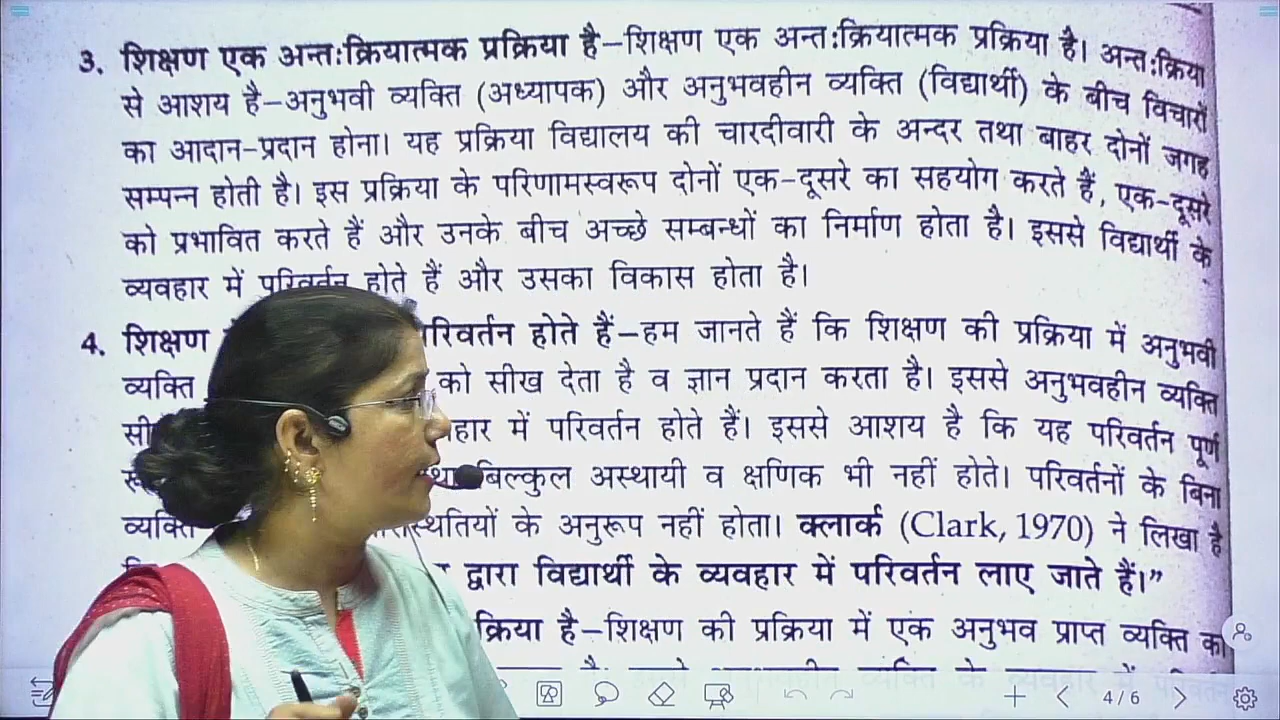 3. शिक्षण एक अन्त:क्रियात्मक प्रक्रिया है–शिक्षण एक अन्त:क्रियात्मक प्रक्रिया है। अन्त:क्रिया
से आशय है–अनुभवी व्यक्ति (अध्यापक) और अनुभवहीन व्यक्ति (विद्यार्थी) के बीच विचारों
का आदान-प्रदान होना। यह प्रक्रिया विद्यालय की चारदीवारी के अन्दर तथा बाहर दोनों जगह
सम्पन्न होती है। इस प्रक्रिया के परिणामस्वरूप दोनों एक-दूसरे का सहयोग करते हैं, एक-दूसरे
को प्रभावित करते हैं और उनके बीच अच्छे सम्बन्धों का निर्माण होता है। इससे विद्यार्थी के
व्यवहार में परिवर्तन होते हैं और उसका विकास होता है।
4. शिक्षण रिवर्तन होते हैं–हम जानते हैं कि शिक्षण की प्रक्रिया में अनुभवी
व्यक्ति को सीख देता है व ज्ञान प्रदान करता है। इससे अनुभवहीन व्यक्ति
हार में परिवर्तन होते हैं। इससे आशय है कि यह परिवर्तन पूर्ण
बिल्कुल अस्थायी व क्षणिक भी नहीं होते। परिवर्तनों के बिना
व्यक्ति स्थितियों के अनुरूप नहीं होता। क्लार्क (Clark, 1970) ने लिखा है
द्वारा विद्यार्थी के व्यवहार में परिवर्तन लाए जाते हैं।”
क्रिया है–शिक्षण की प्रक्रिया में एक अनुभव प्राप्त व्यक्ति का
4/6